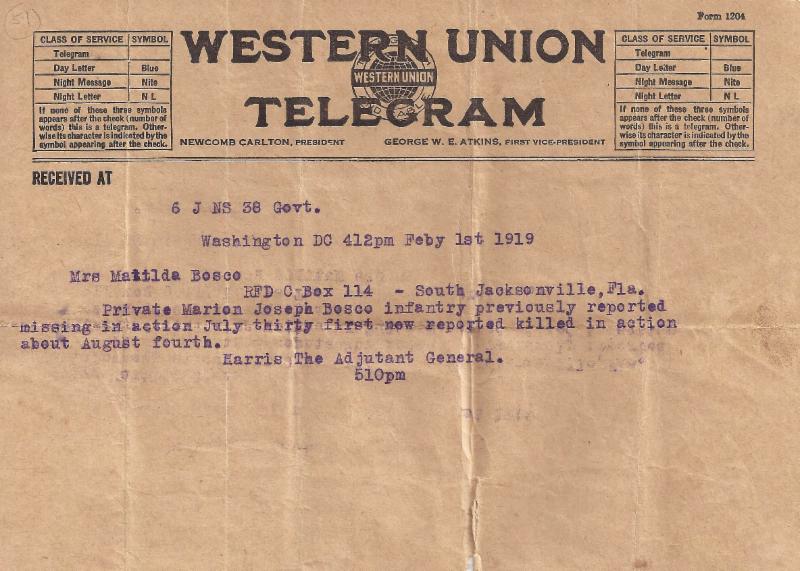 51
Form 1204
CLASS OF SERVICE SYMBOL
Telegram
Day Letter Blue
Night Message Nite
Night Letter N L
If none of these three symbols
appears after the check (number of
words) this is a telegram. Other-
wise its character is indicated by the
symbol appearing after the check.
WESTERN UNION
WESTERN UNION
TELEGRAM
NEWCOMB CARLTON, PRESIDENT GEORGE W. E. ATKINS, FIRST VICE-PRESIDENT
CLASS OF SERVICE SYMBOL
Telegram
Day Letter Blue
Night Message Nite
Night Letter N L
If none of these three symbols
appears after the check (number of
words) this is a telegram. Other-
wise its character is indicated by the
symbol appearing after the check.
RECEIVED AT
6 J NS 38 Govt.
Washington DC 412pm Feby 1st 1919
Mrs Matilda Bosco
RFD C Box 114 - South Jacksonville, Fla.
Private Marion Joseph Bosco infantry previously reported
missing in action July thirty first now reported killed in action
about August fourth.
Harris The Adjutant General.
510pm